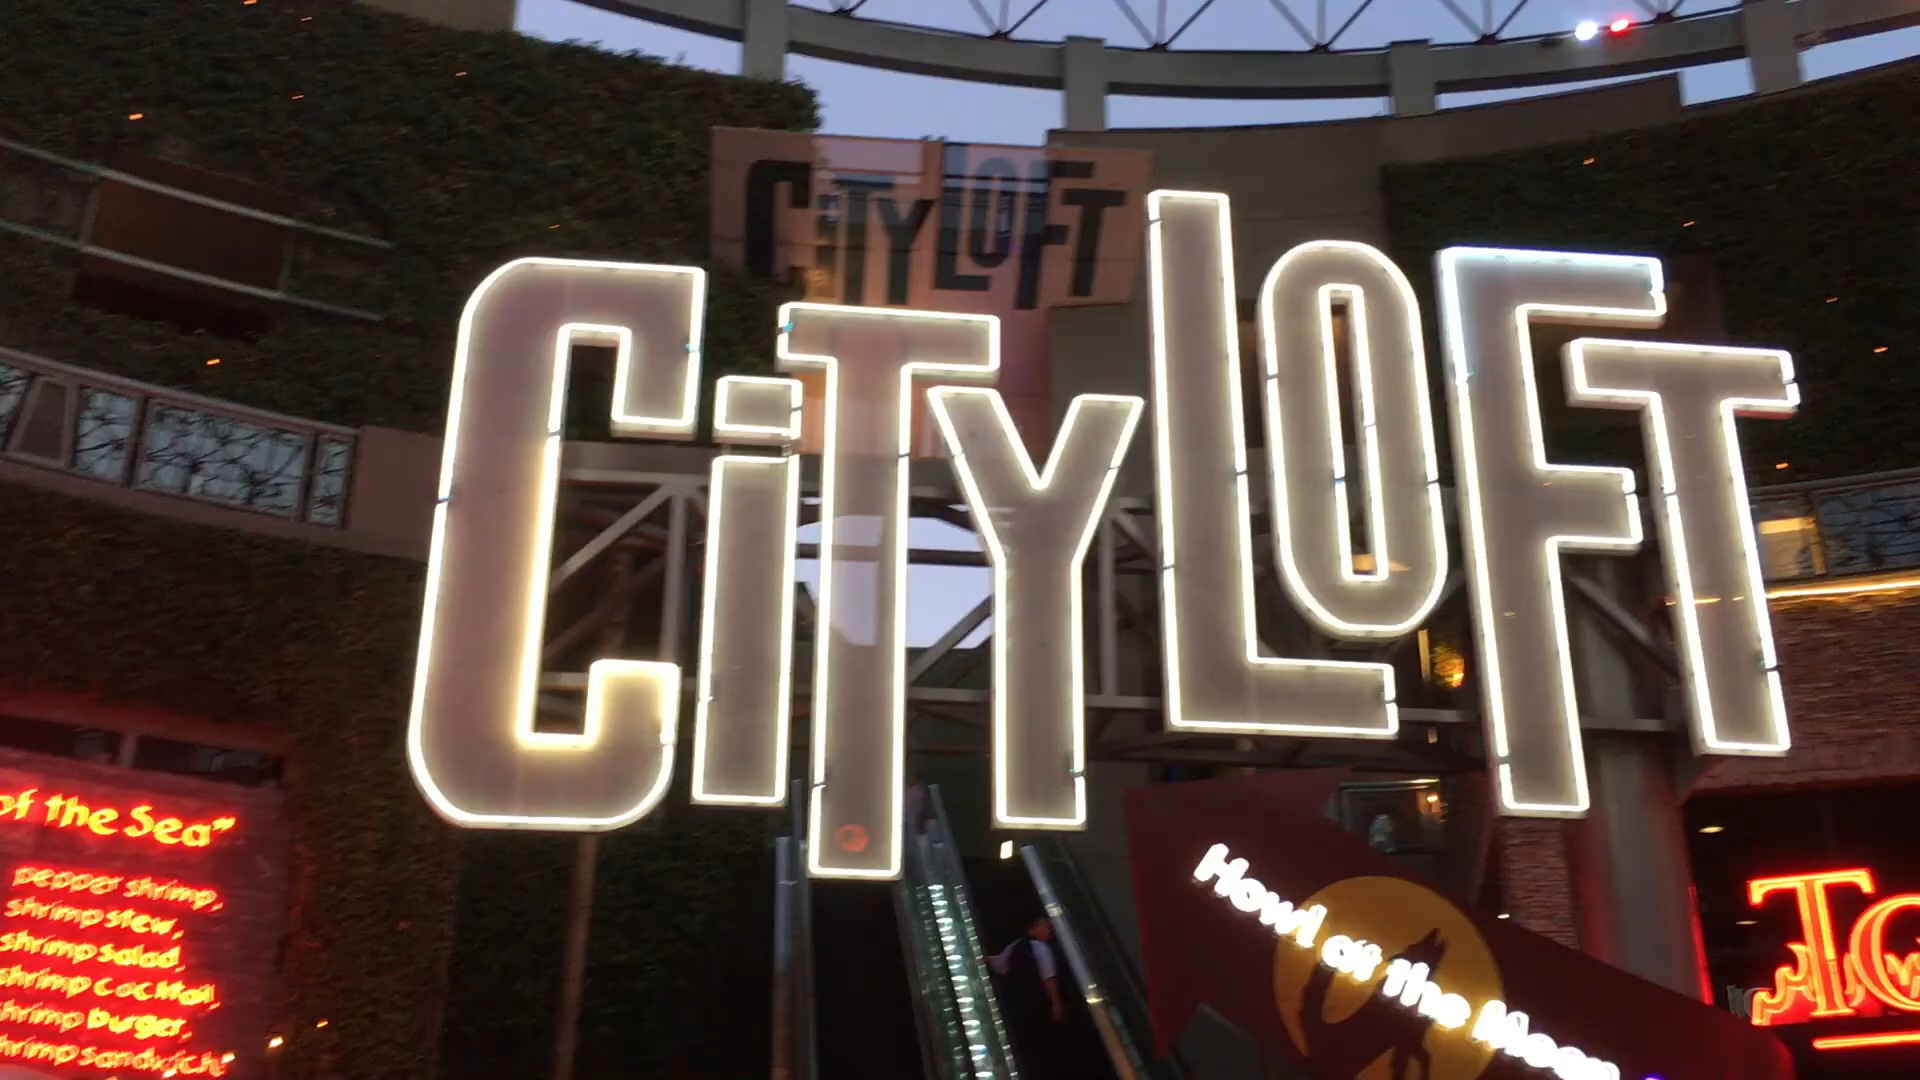 CiTYLOFT
CiTYLOFT
of the Sea"
pepper shrimp,
shrimp stew,
shrimp salad,
shrimp cocktail,
shrimp burger,
shrimp sandwich."
Howl at the Moon